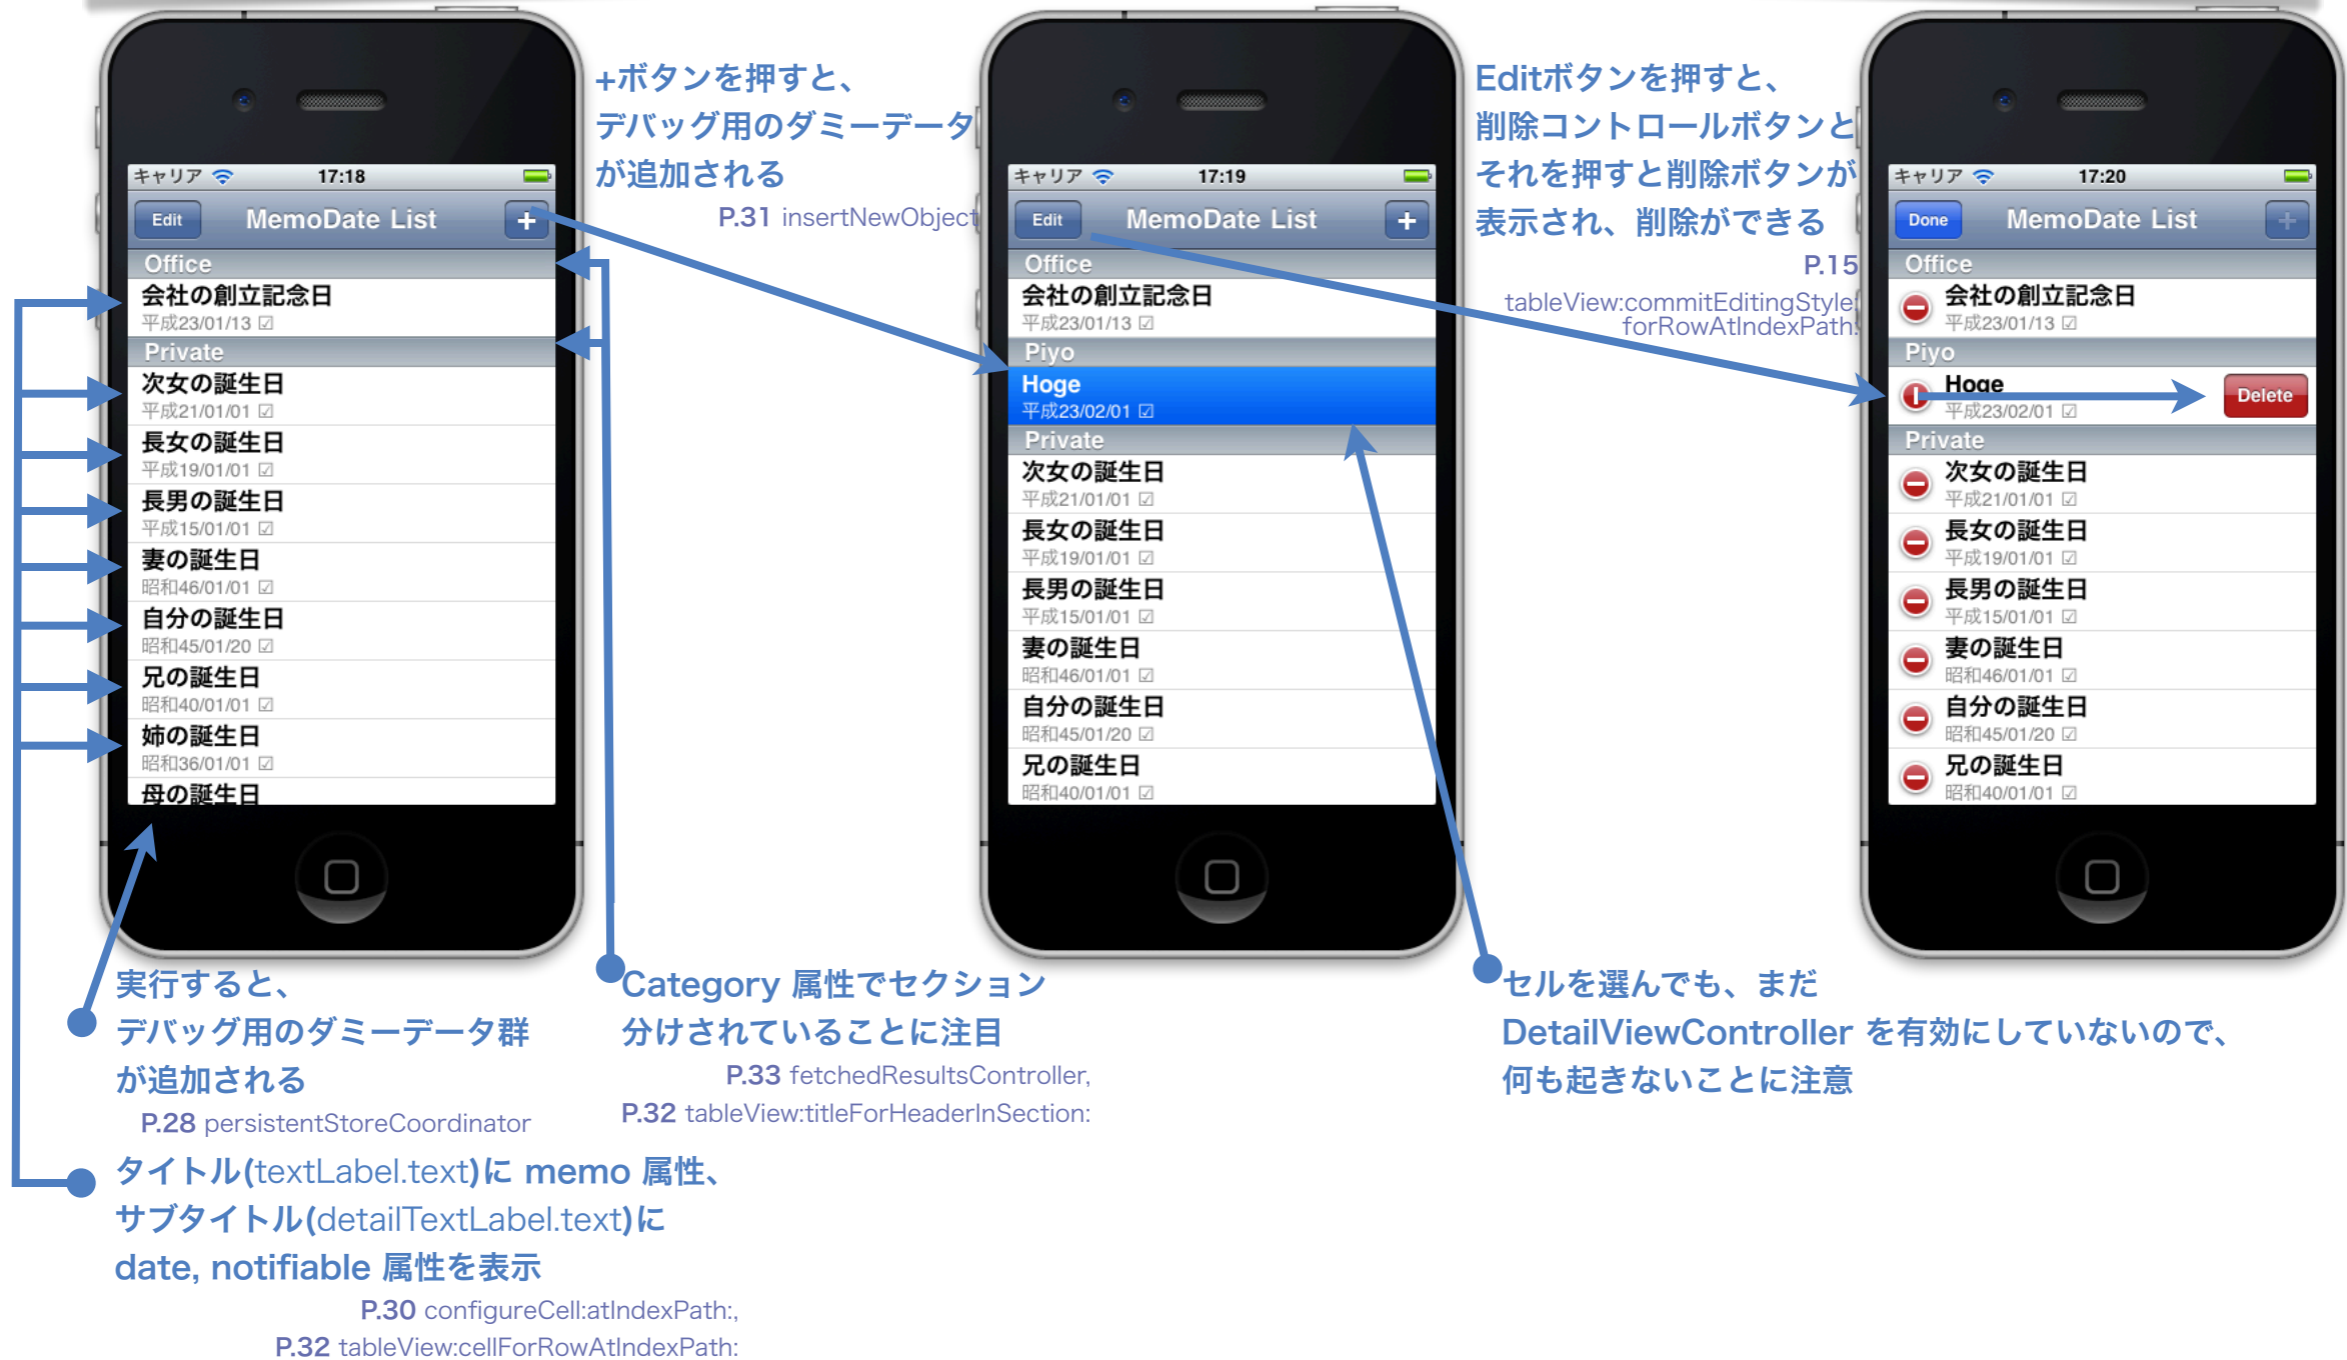 キャリア 17:18
Edit MemoDate List +
Office
会社の創立記念日
平成23/01/13 ☑
Private
次女の誕生日
平成21/01/01 ☑
長女の誕生日
平成19/01/01 ☑
長男の誕生日
平成15/01/01 ☑
妻の誕生日
昭和46/01/01 ☑
自分の誕生日
昭和45/01/20 ☑
兄の誕生日
昭和40/01/01 ☑
姉の誕生日
昭和36/01/01 ☑
母の誕生日
+ボタンを押すと、
デバッグ用のダミーデータ
が追加される
P.31 insertNewObject
キャリア 17:19
Edit MemoDate List +
Office
会社の創立記念日
平成23/01/13 ☑
Piyo
Hoge
平成23/02/01 ☑
Private
次女の誕生日
平成21/01/01 ☑
長女の誕生日
平成19/01/01 ☑
長男の誕生日
平成15/01/01 ☑
妻の誕生日
昭和46/01/01 ☑
自分の誕生日
昭和45/01/20 ☑
兄の誕生日
昭和40/01/01 ☑
Editボタンを押すと、
削除コントロールボタンと
それを押すと削除ボタンが
表示され、削除ができる
P.15
tableView:commitEditingStyle:
forRowAtIndexPath:
キャリア 17:20
Done MemoDate List +
Office
会社の創立記念日
平成23/01/13 ☑
Piyo
Hoge
平成23/02/01 ☑
Delete
Private
次女の誕生日
平成21/01/01 ☑
長女の誕生日
平成19/01/01 ☑
長男の誕生日
平成15/01/01 ☑
妻の誕生日
昭和46/01/01 ☑
自分の誕生日
昭和45/01/20 ☑
兄の誕生日
昭和40/01/01 ☑
実行すると、
デバッグ用のダミーデータ群
が追加される
P.28 persistentStoreCoordinator
タイトル(textLabel.text)に memo 属性、
サブタイトル(detailTextLabel.text)に
date, notifiable 属性を表示
P.30 configureCell:atIndexPath:,
P.32 tableView:cellForRowAtIndexPath:
Category 属性でセクション
分けされていることに注目
P.33 fetchedResultsController,
P.32 tableView:titleForHeaderInSection:
セルを選んでも、まだ
DetailViewController を有効にしていないので、
何も起きないことに注意